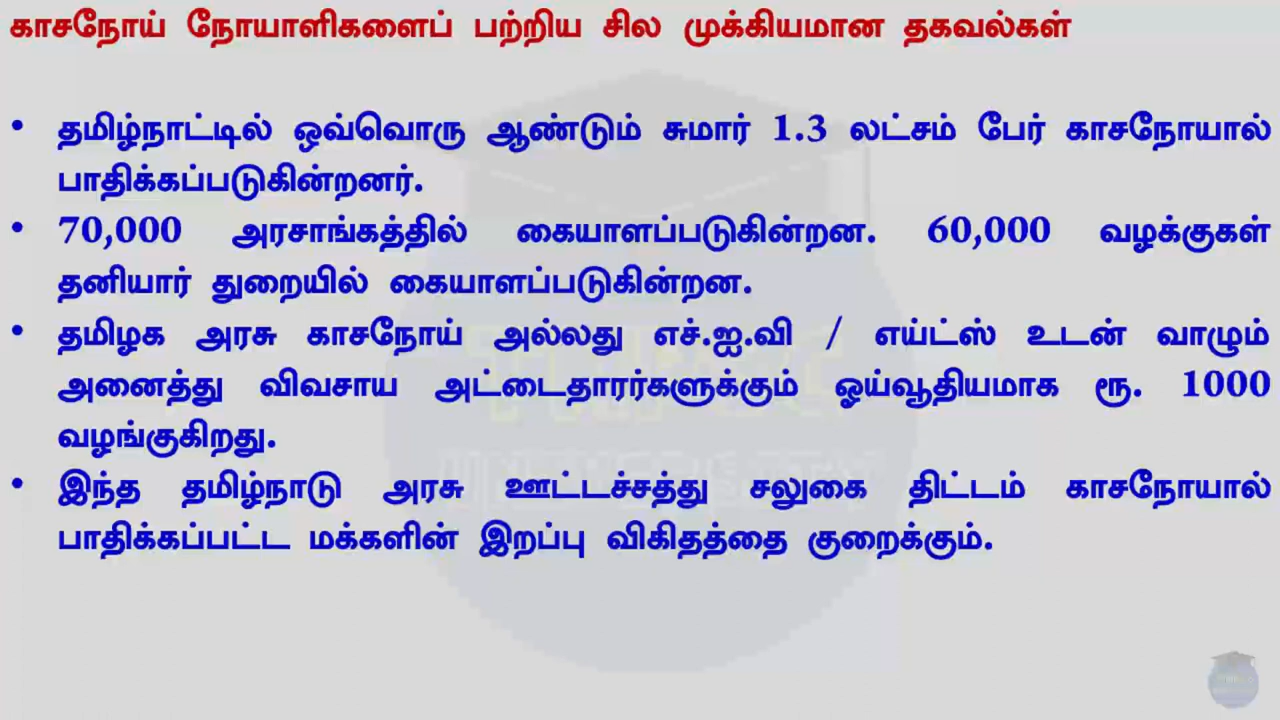 காசநோய் நோயாளிகளைப் பற்றிய சில முக்கியமான தகவல்கள்
• தமிழ்நாட்டில் ஒவ்வொரு ஆண்டும் சுமார் 1.3 லட்சம் பேர் காசநோயால்
பாதிக்கப்படுகின்றனர்.
• 70,000 அரசாங்கத்தில் கையாளப்படுகின்றன. 60,000 வழக்குகள்
தனியார் துறையில் கையாளப்படுகின்றன.
• தமிழக அரசு காசநோய் அல்லது எச்.ஐ.வி / எய்ட்ஸ் உடன் வாழும்
அனைத்து விவசாய அட்டைதாரர்களுக்கும் ஓய்வூதியமாக ரூ. 1000
வழங்குகிறது.
• இந்த தமிழ்நாடு அரசு ஊட்டச்சத்து சலுகை திட்டம் காசநோயால்
பாதிக்கப்பட்ட மக்களின் இறப்பு விகிதத்தை குறைக்கும்.